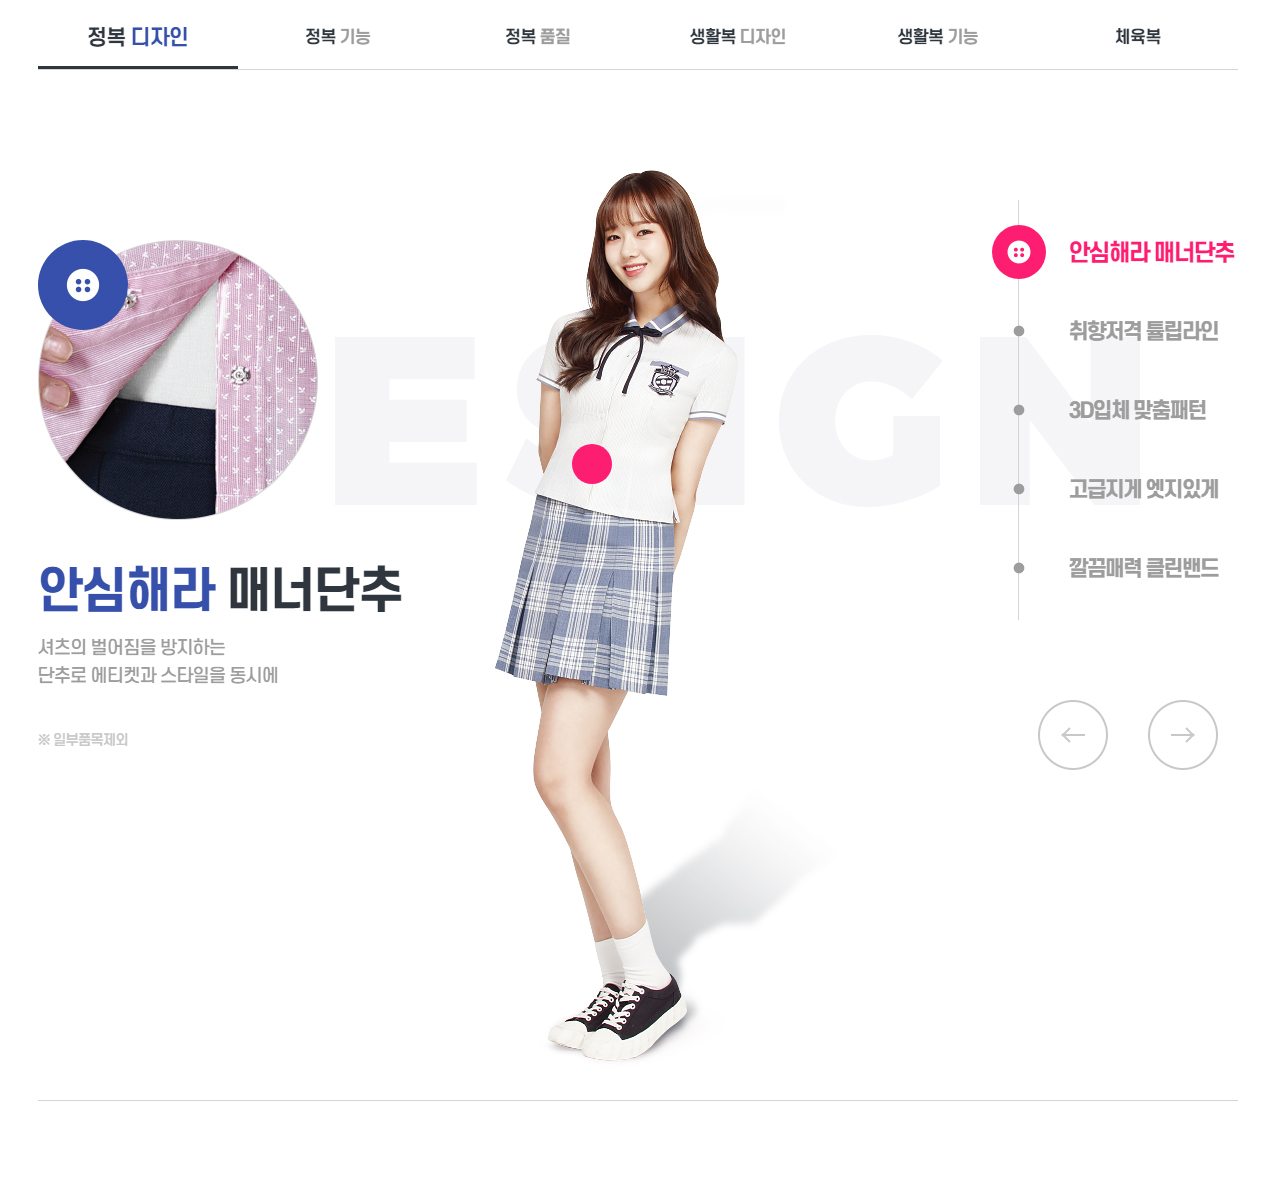 정복 디자인
정복 기능
정복 품질
생활복 디자인
생활복 기능
체육복
ESIGN
안심해라 매너단추
셔츠의 벌어짐을 방지하는
단추로 에티켓과 스타일을 동시에
※ 일부품목제외
안심해라 매너단추
취향저격 튤립라인
3D입체 맞춤패턴
고급지게 엣지있게
깔끔매력 클린밴드